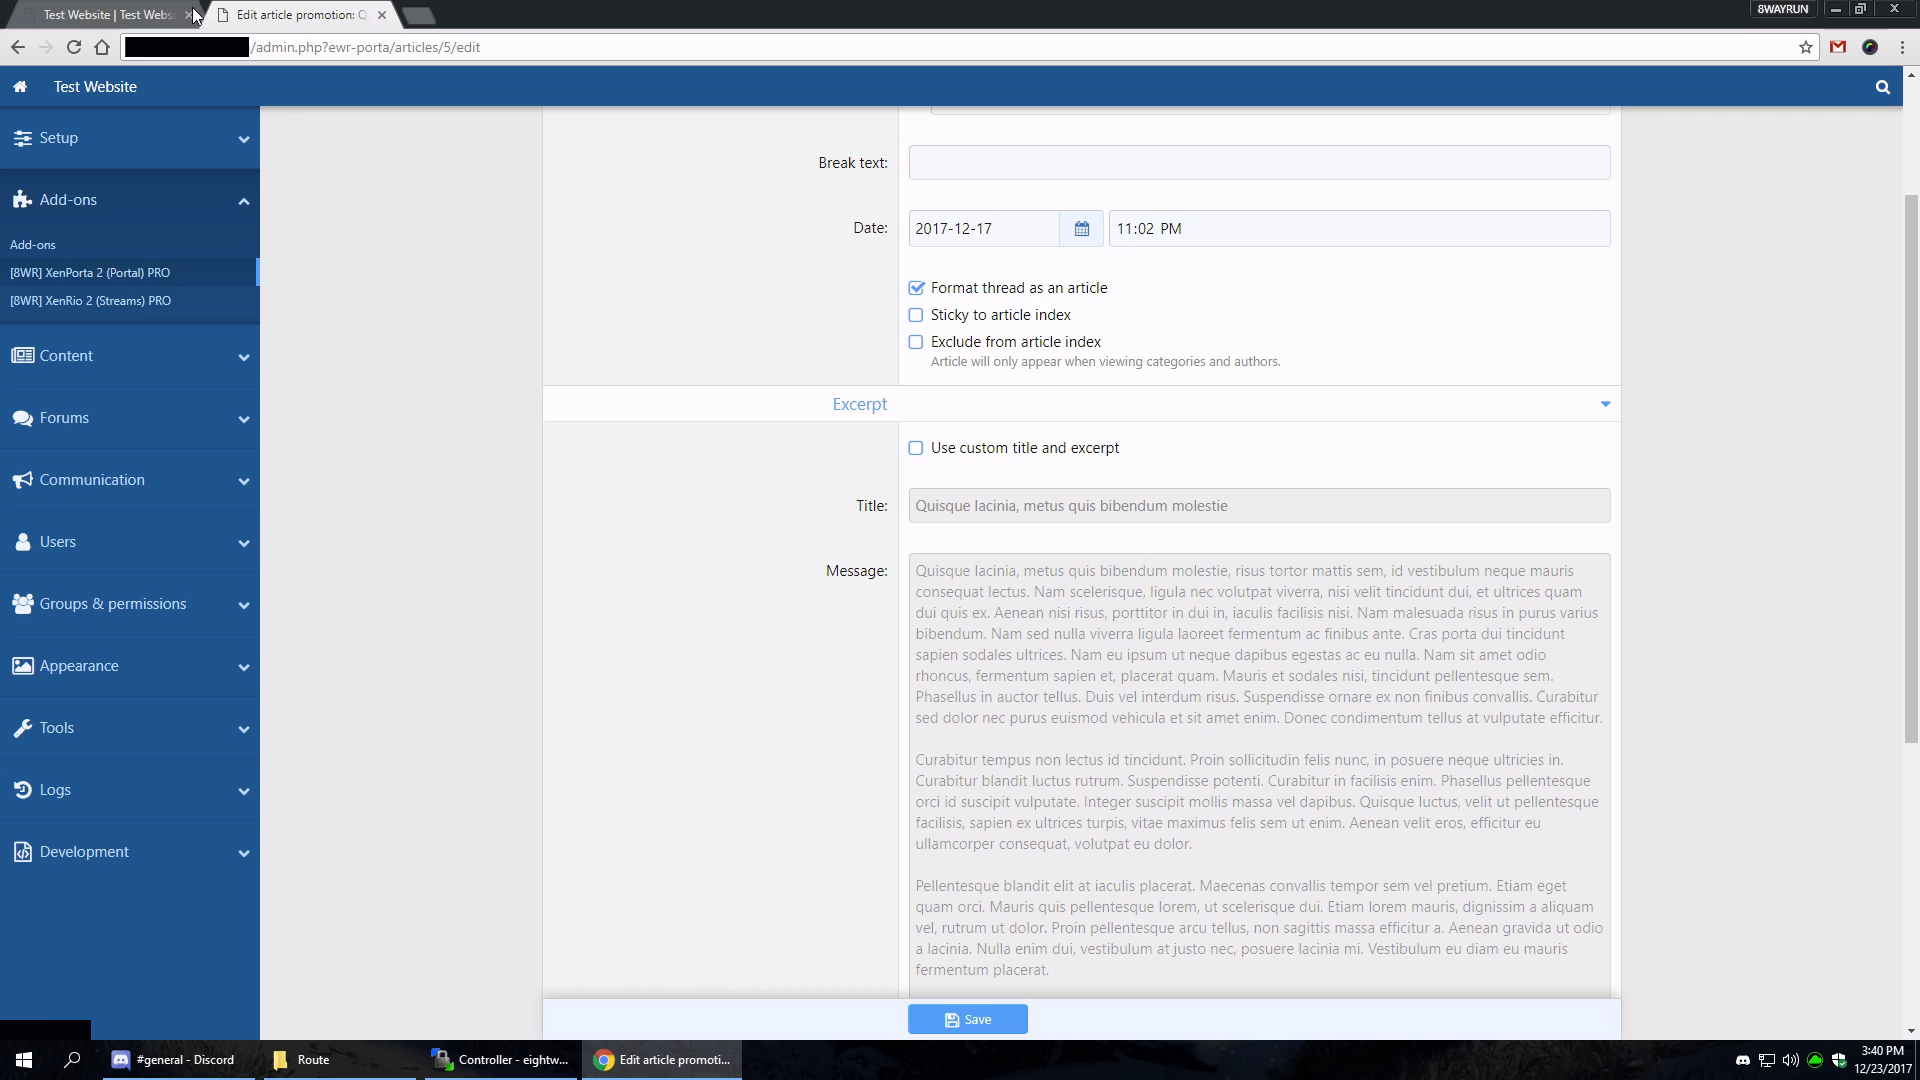 Test Website | Test Webs
Edit article promotion: Q
8WAYRUN
/admin.php?ewr-porta/articles/5/edit
Test Website
Setup
Add-ons
Add-ons
[8WR] XenPorta 2 (Portal) PRO
[8WR] XenRio 2 (Streams) PRO
Content
Forums
Communication
Users
Groups & permissions
Appearance
Tools
Logs
Development
Break text:
Date:
2017-12-17
11:02 PM
Format thread as an article
Sticky to article index
Exclude from article index
Article will only appear when viewing categories and authors.
Excerpt
Use custom title and excerpt
Title:
Quisque lacinia, metus quis bibendum molestie
Message:
Quisque lacinia, metus quis bibendum molestie, risus tortor mattis sem, id vestibulum neque mauris
consequat lectus. Nam scelerisque, ligula nec volutpat viverra, nisi velit tincidunt dui, et ultrices quam
dui quis ex. Aenean nisi risus, porttitor in dui in, iaculis facilisis nisi. Nam malesuada risus in purus varius
bibendum. Nam sed nulla viverra ligula laoreet fermentum ac finibus ante. Cras porta dui tincidunt
sapien sodales ultrices. Nam eu ipsum ut neque dapibus egestas ac eu nulla. Nam sit amet odio
rhoncus, fermentum sapien et, placerat quam. Mauris et sodales nisi, tincidunt pellentesque sem.
Phasellus in auctor tellus. Duis vel interdum risus. Suspendisse ornare ex non finibus convallis. Curabitur
sed dolor nec purus euismod vehicula et sit amet enim. Donec condimentum tellus at vulputate efficitur.
Curabitur tempus non lectus id tincidunt. Proin sollicitudin felis nunc, in posuere neque ultricies in.
Curabitur blandit luctus rutrum. Suspendisse potenti. Curabitur in facilisis enim. Phasellus pellentesque
orci id suscipit vulputate. Integer suscipit mollis massa vel dapibus. Quisque luctus, velit ut pellentesque
facilisis, sapien ex ultrices turpis, vitae maximus felis sem ut enim. Aenean velit eros, efficitur eu
ullamcorper consequat, volutpat eu dolor.
Pellentesque blandit elit at iaculis placerat. Maecenas convallis tempor sem vel pretium. Etiam eget
quam orci. Mauris quis pellentesque lorem, ut scelerisque dui. Etiam lorem mauris, dignissim a aliquam
vel, rutrum ut dolor. Proin pellentesque arcu tellus, non sagittis massa efficitur a. Aenean gravida ut odio
a lacinia. Nulla enim dui, vestibulum at justo nec, posuere lacinia mi. Vestibulum eu diam eu mauris
fermentum placerat.
Save
#general - Discord
Route
Controller - eightw...
Edit article promoti...
3:40 PM
12/23/2017